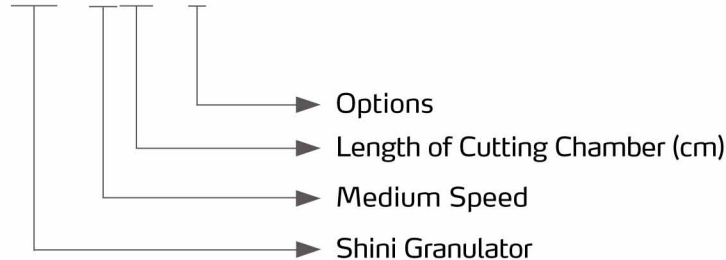 Options
Length of Cutting Chamber (cm)
Medium Speed
Shini Granulator